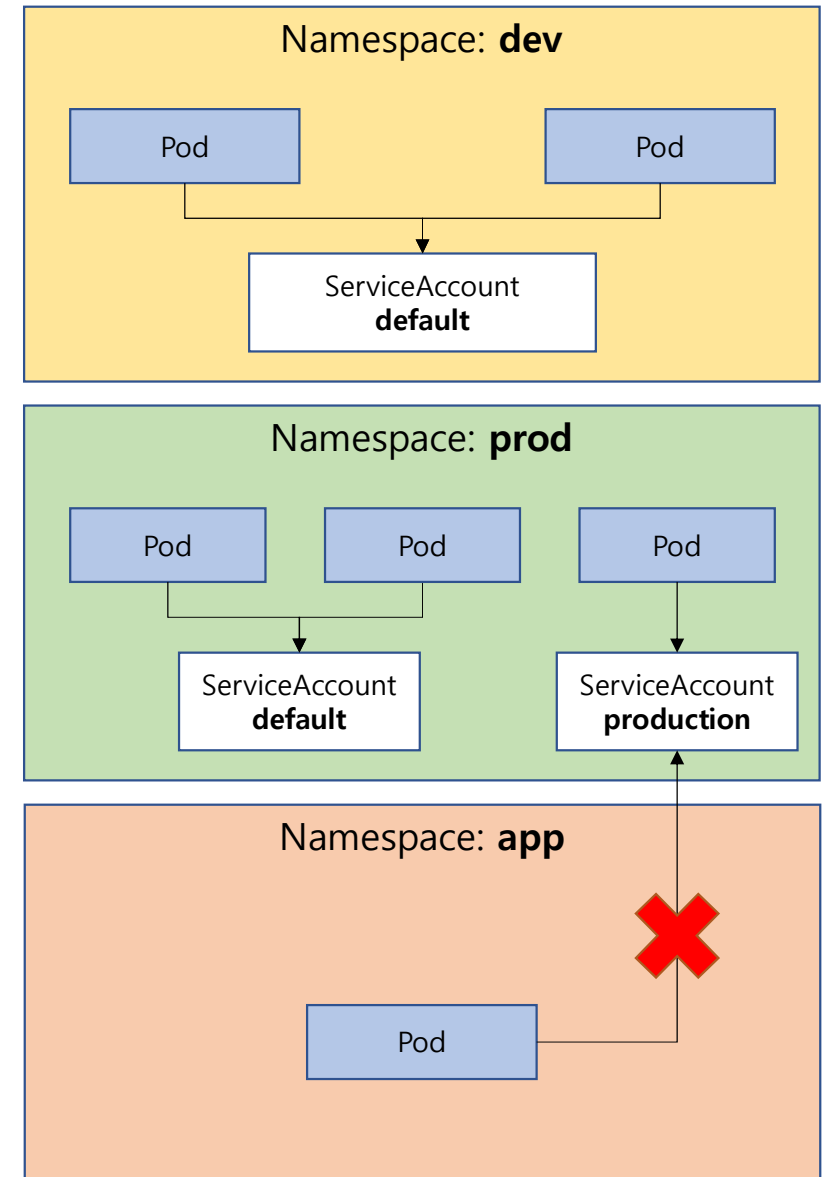 Namespace: dev
Pod
Pod
ServiceAccount
default
Namespace: prod
Pod
Pod
Pod
ServiceAccount
default
ServiceAccount
production
Namespace: app
Pod